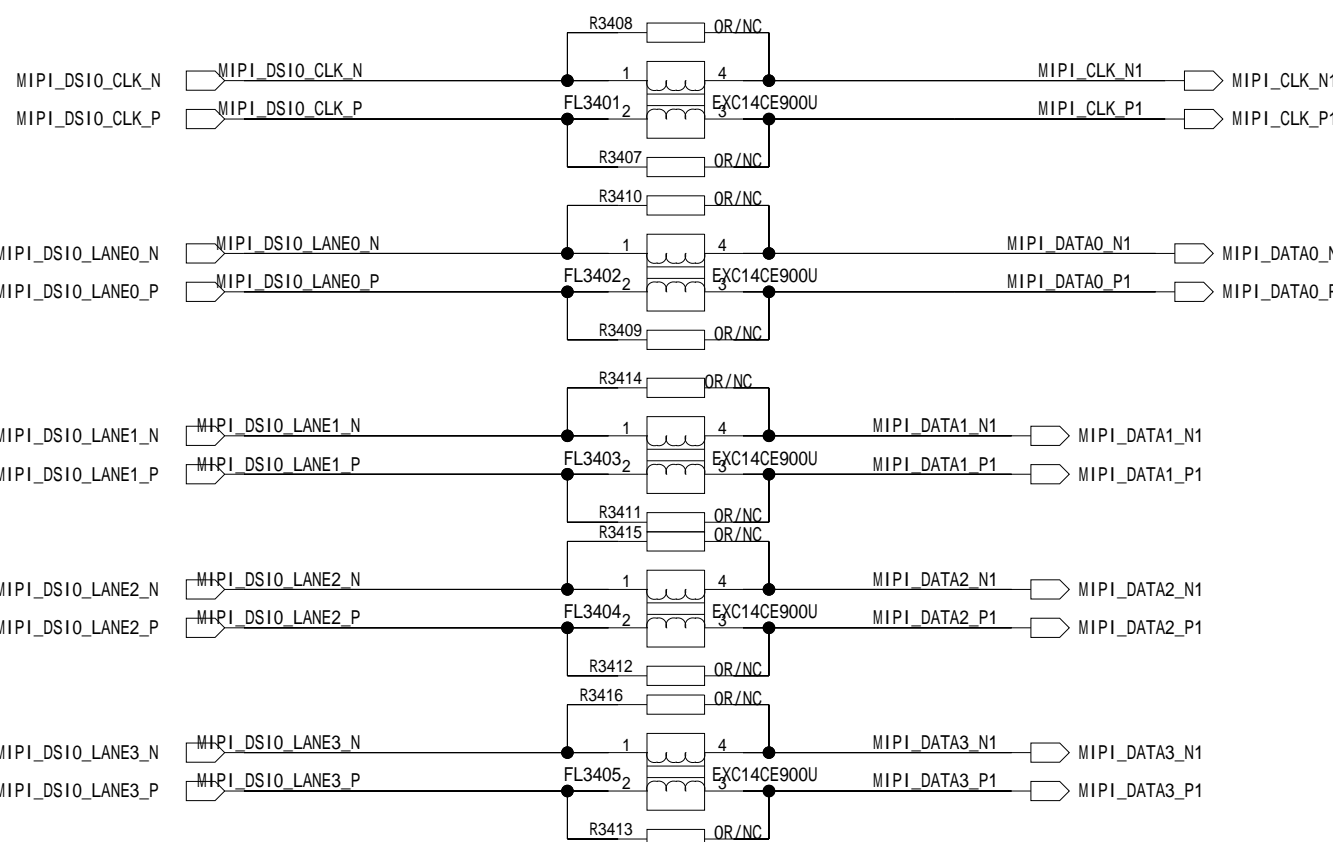 R3408 0R/NC
MIPI_DSI0_CLK_N MIPI_DSI0_CLK_N 1 4 MIPI_CLK_N1 MIPI_CLK_N1
MIPI_DSI0_CLK_P MIPI_DSI0_CLK_P FL3401 2 3 EXC14CE900U MIPI_CLK_P1 MIPI_CLK_P1
R3407 0R/NC
R3410 0R/NC
MIPI_DSI0_LANE0_N MIPI_DSI0_LANE0_N 1 4 MIPI_DATA0_N1 MIPI_DATA0_N
MIPI_DSI0_LANE0_P MIPI_DSI0_LANE0_P FL3402 2 3 EXC14CE900U MIPI_DATA0_P1 MIPI_DATA0_P
R3409 0R/NC
R3414 0R/NC
MIPI_DSI0_LANE1_N MIPI_DSI0_LANE1_N 1 4 MIPI_DATA1_N1 MIPI_DATA1_N1
MIPI_DSI0_LANE1_P MIPI_DSI0_LANE1_P FL3403 2 3 EXC14CE900U MIPI_DATA1_P1 MIPI_DATA1_P1
R3411 0R/NC
R3415 0R/NC
MIPI_DSI0_LANE2_N MIPI_DSI0_LANE2_N 1 4 MIPI_DATA2_N1 MIPI_DATA2_N1
MIPI_DSI0_LANE2_P MIPI_DSI0_LANE2_P FL3404 2 3 EXC14CE900U MIPI_DATA2_P1 MIPI_DATA2_P1
R3412 0R/NC
R3416 0R/NC
MIPI_DSI0_LANE3_N MIPI_DSI0_LANE3_N 1 4 MIPI_DATA3_N1 MIPI_DATA3_N1
MIPI_DSI0_LANE3_P MIPI_DSI0_LANE3_P FL3405 2 3 EXC14CE900U MIPI_DATA3_P1 MIPI_DATA3_P1
R3413 0R/NC